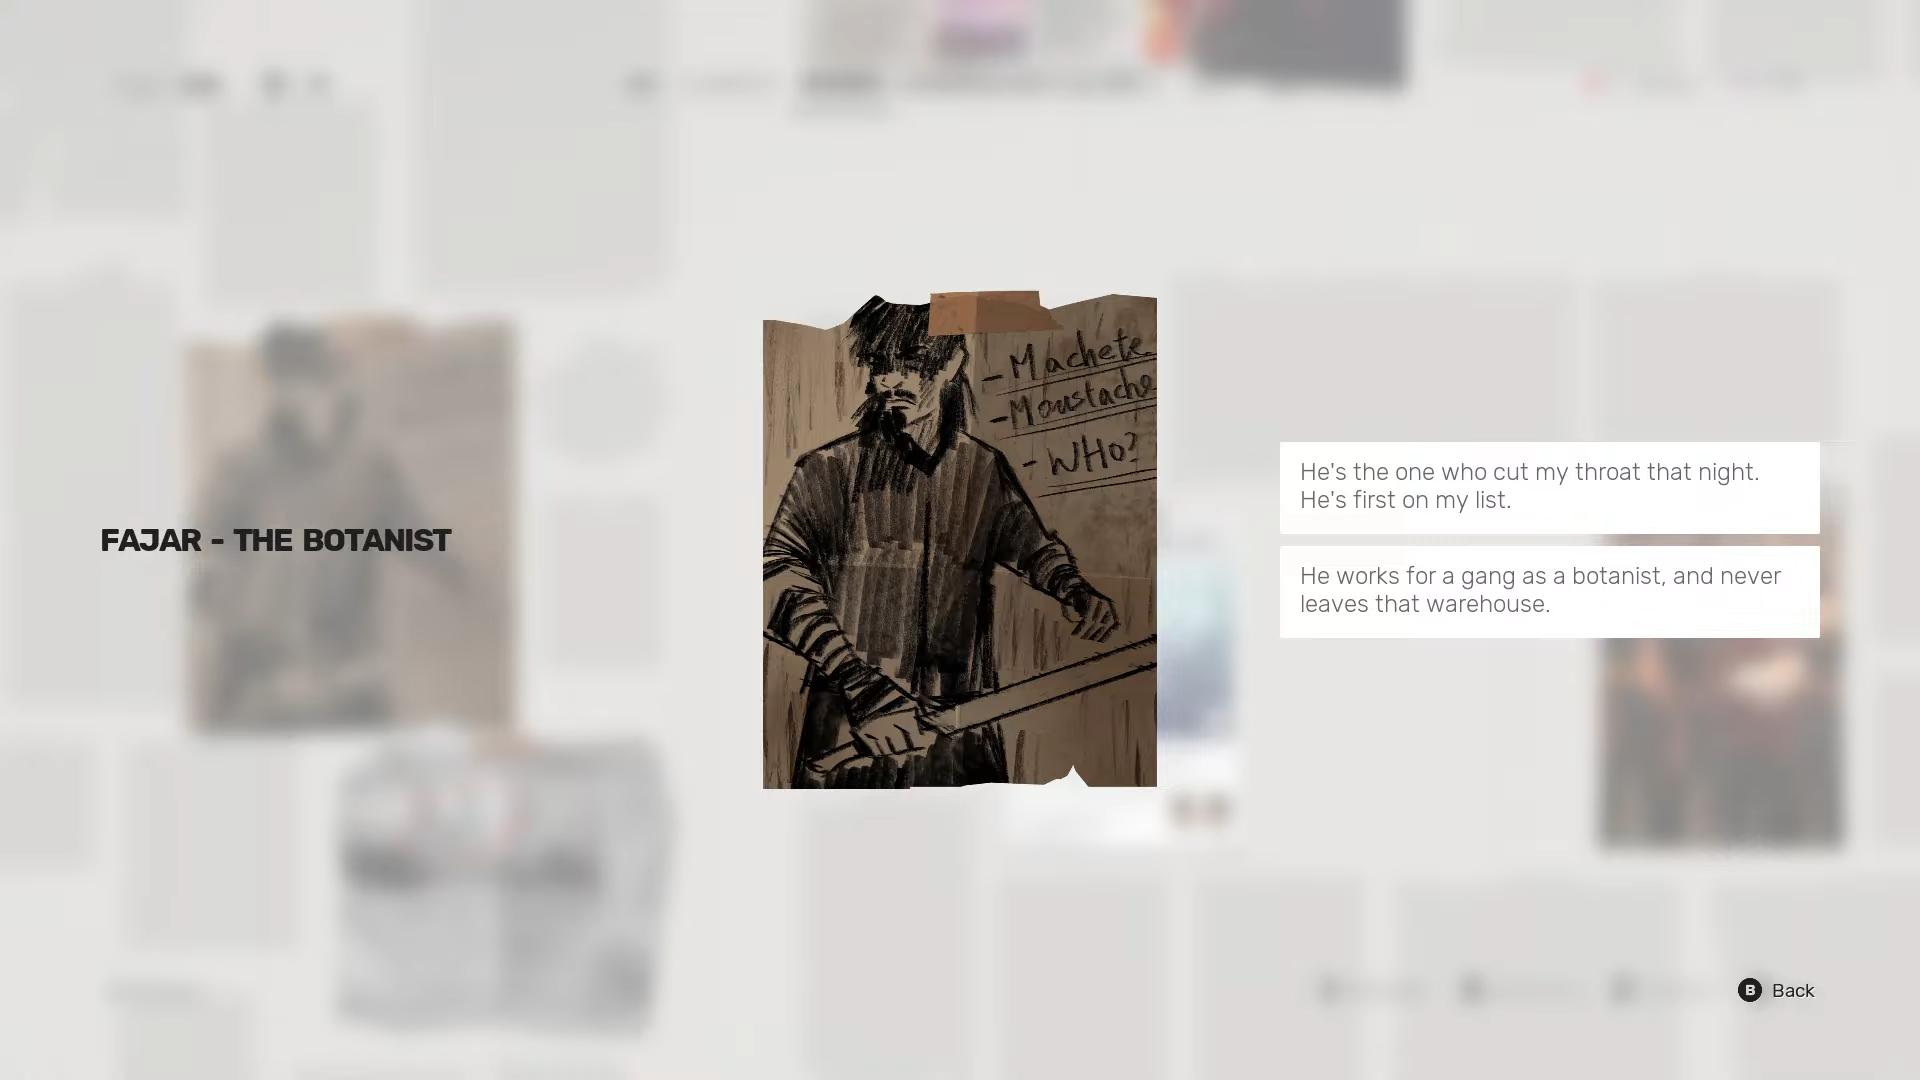 FAJAR - THE BOTANIST
- Machete
- Moustache
- WHO?
He's the one who cut my throat that night.
He's first on my list.
He works for a gang as a botanist, and never
leaves that warehouse.
B Back